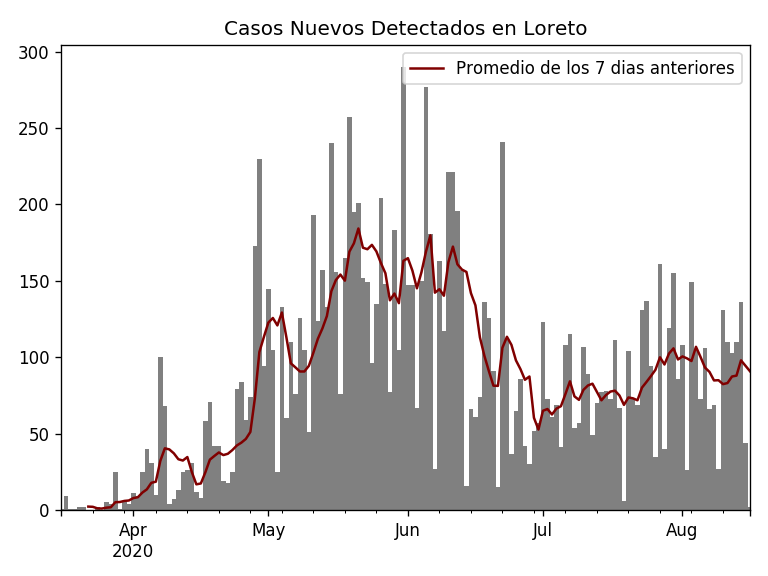 Casos Nuevos Detectados en Loreto
Promedio de los 7 dias anteriores
300
250
200
150
100
50
0
Apr
2020
May
Jun
Jul
Aug